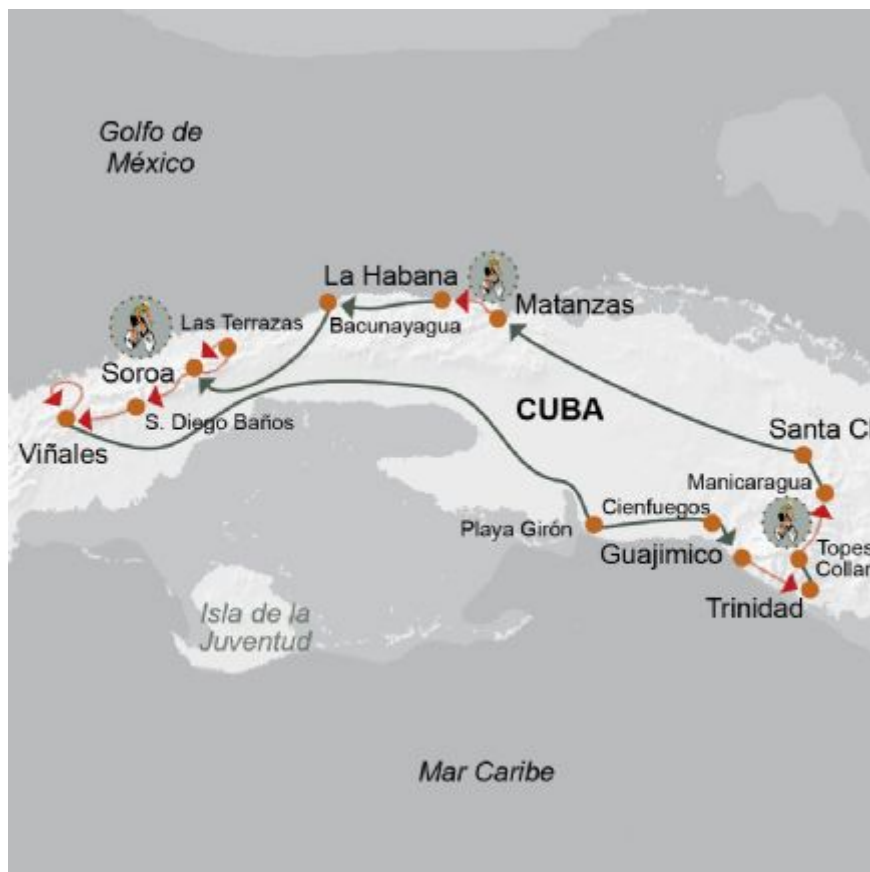 Golfo de
México
La Habana
Matanzas
Las Terrazas
Bacunayagua
Soroa
CUBA
S. Diego Baños
Santa Cl
Viñales
Manicaragua
Cienfuegos
Playa Girón
Guajimico
Topes
Collan
Trinidad
Isla de la
Juventud
Mar Caribe